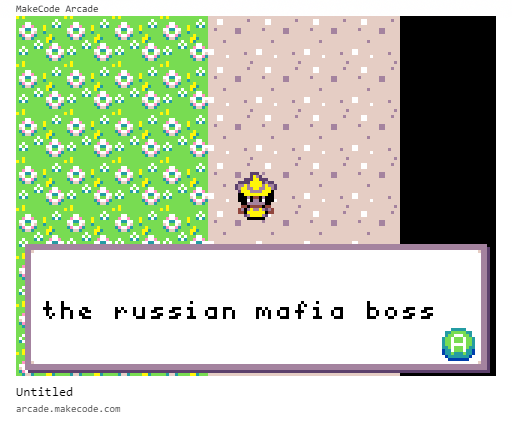 MakeCode Arcade
the russian mafia boss
A
Untitled
arcade.makecode.com